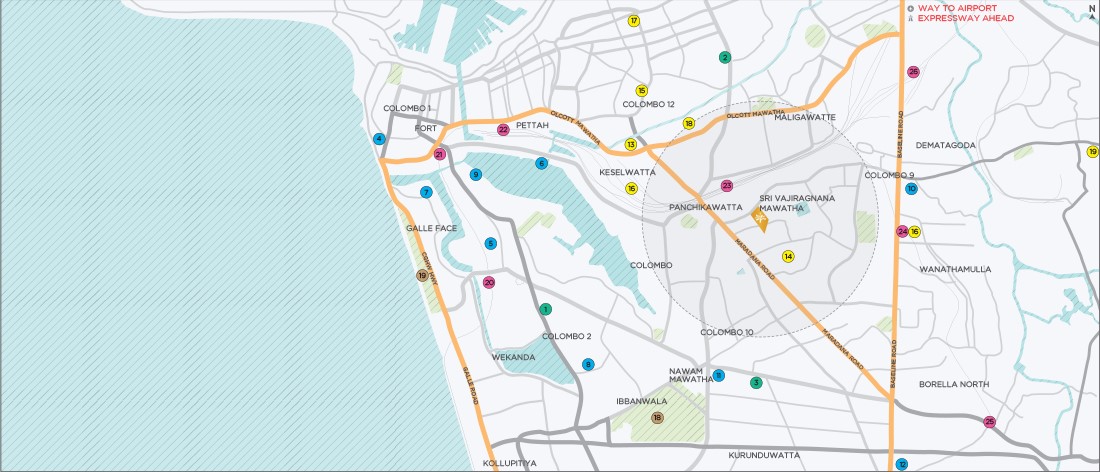 WAY TO AIRPORT
EXPRESSWAY AHEAD
N
17
2
26
15
COLOMBO 12
COLOMBO 1
FORT
22
PETTAH
OLCOTT MAWATHA
18
OLCOTT MAWATHA
MALIGAWATTE
BASELINE ROAD
4
21
13
DEMATAGODA
19
6
9
KESELWATTA
COLOMBO 9
7
16
23
10
PANCHIKAWATTA
SRI VAJIRAGNANA
MAWATHA
GALLE FACE
5
24
16
MARADANA ROAD
14
COLOMBO
WANATHAMULLA
19
20
1
COLOMBO 2
COLOMBO 10
MARADANA ROAD
BASELINE ROAD
WEKANDA
8
NAWAM
MAWATHA
3
BORELLA NORTH
GALLE ROAD
IBBANWALA
18
25
KURUNDUWATTA
KOLLUPITIYA
12